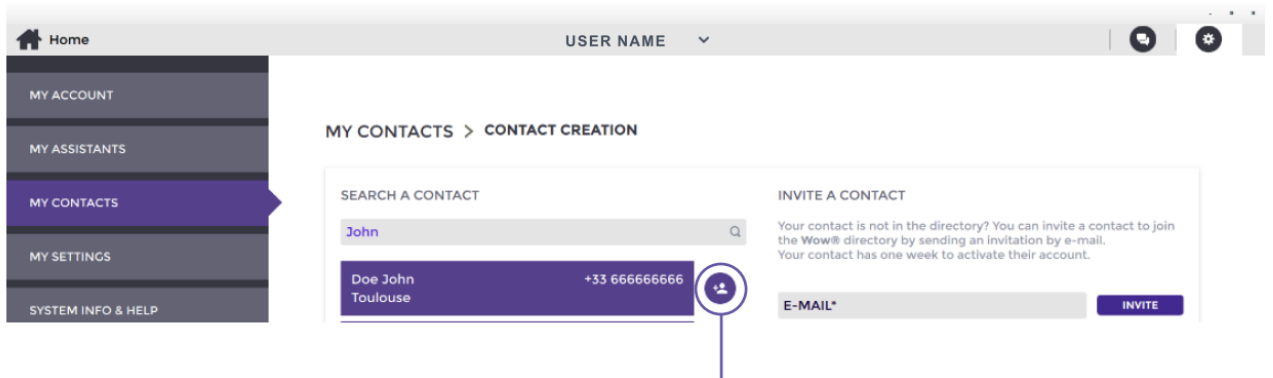 Home
USER NAME
MY ACCOUNT
MY ASSISTANTS
MY CONTACTS
MY SETTINGS
SYSTEM INFO & HELP
MY CONTACTS > CONTACT CREATION
SEARCH A CONTACT
John
Doe John +33 666666666
Toulouse
INVITE A CONTACT
Your contact is not in the directory? You can invite a contact to join
the Wow® directory by sending an invitation by e-mail.
Your contact has one week to activate their account.
E-MAIL*
INVITE